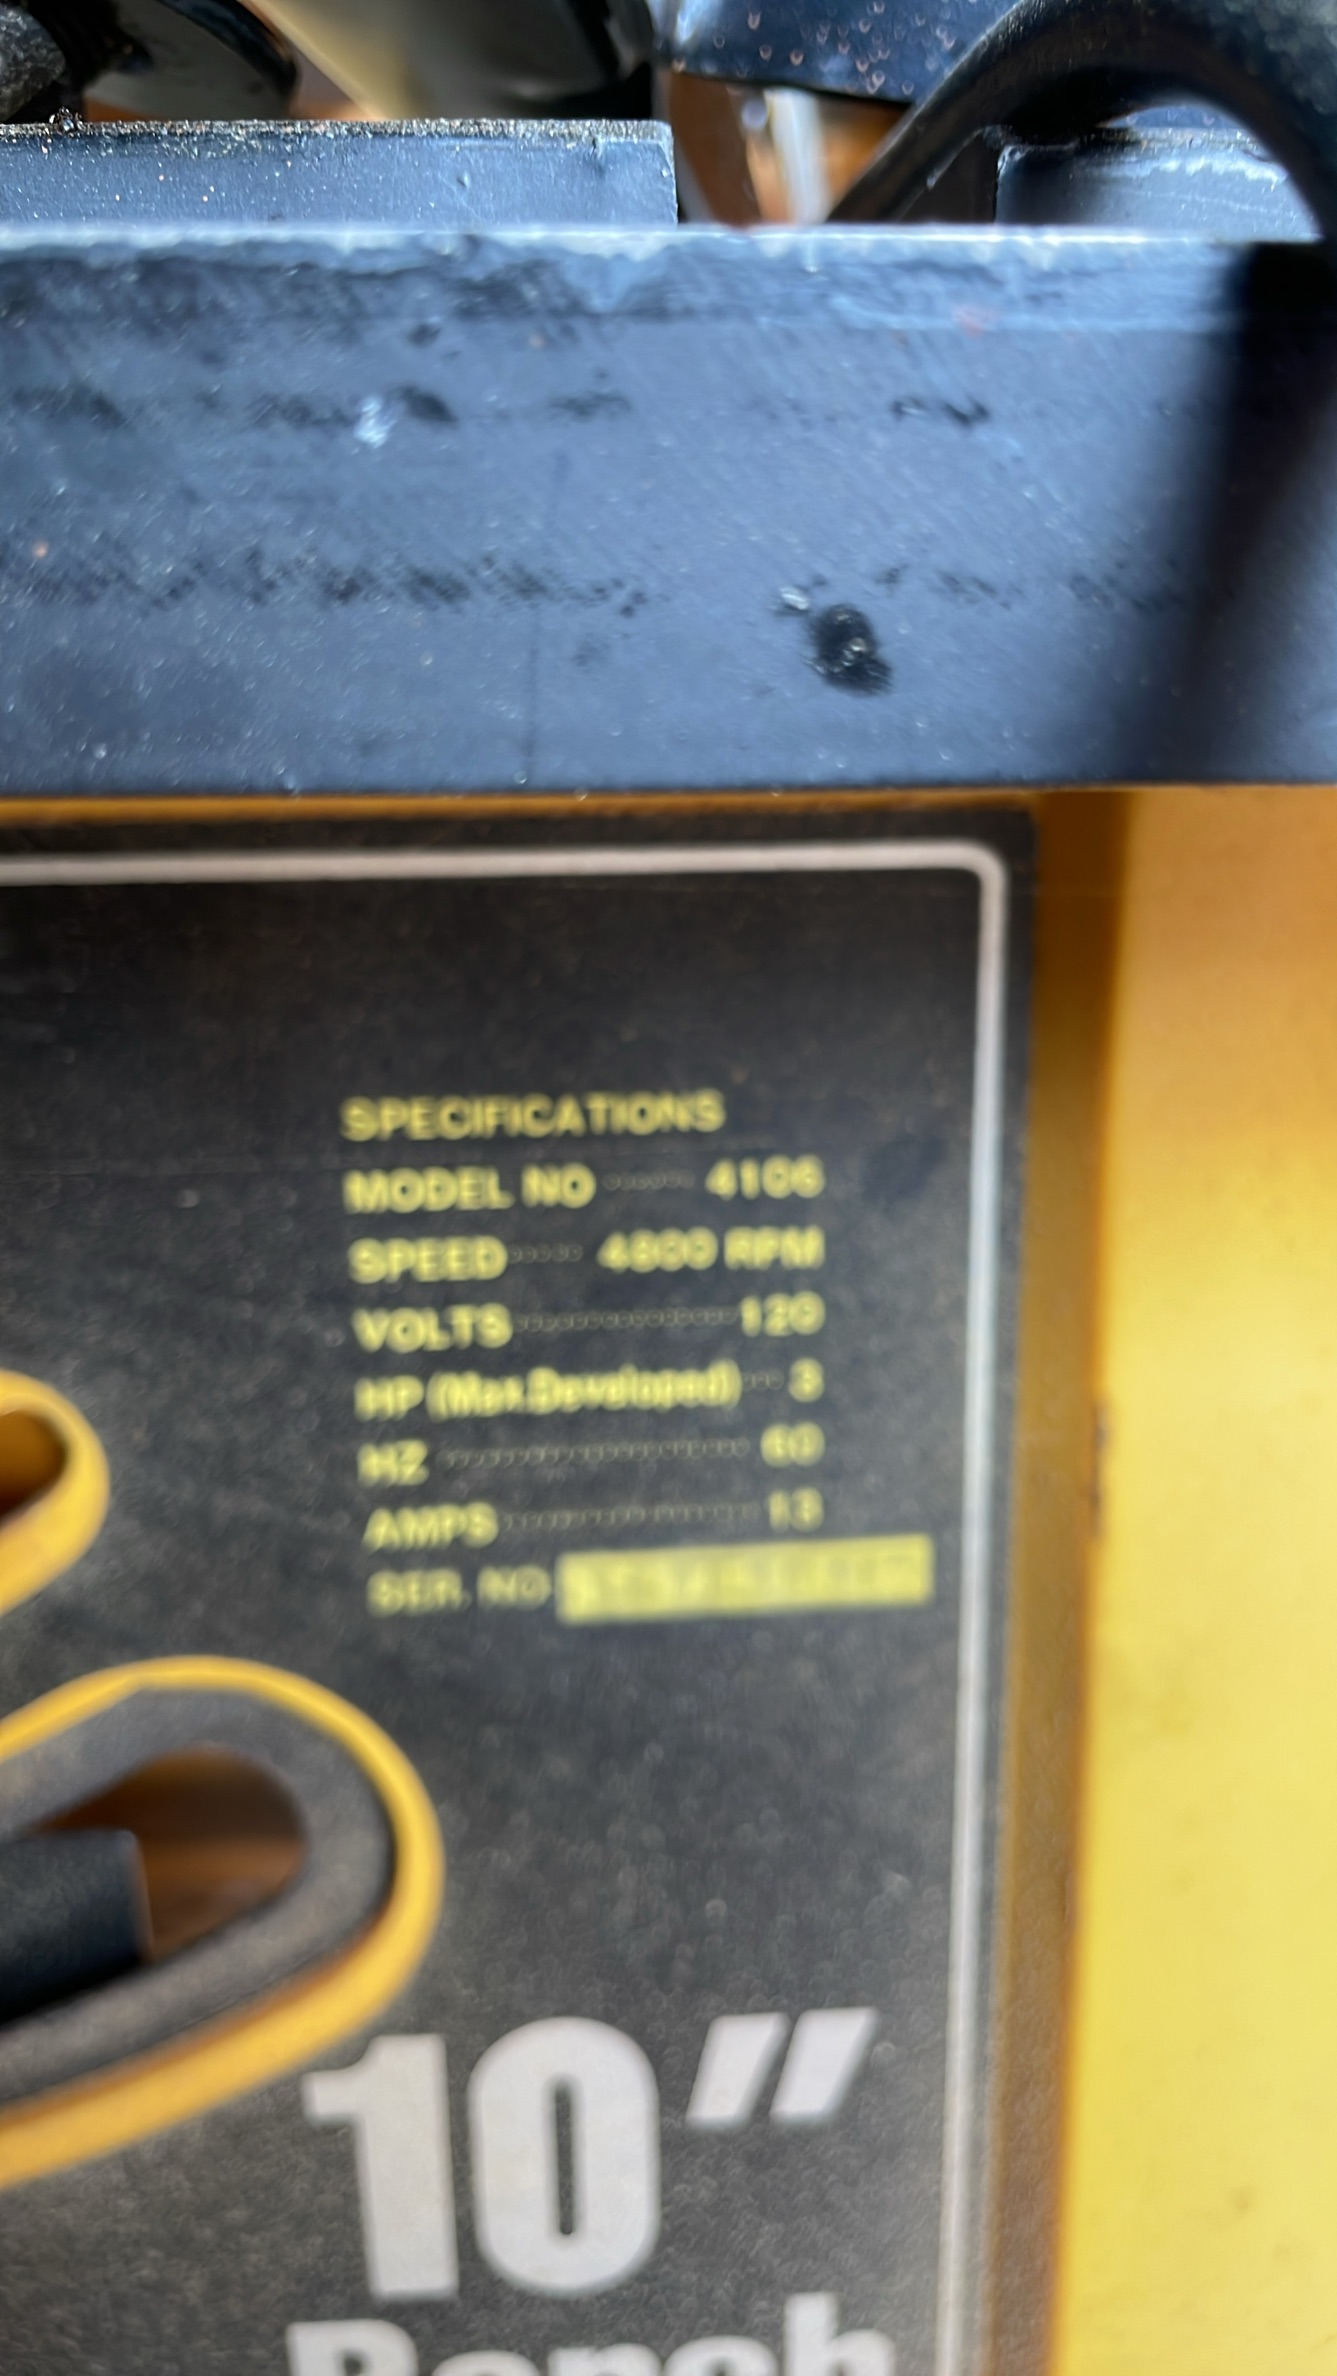 SPECIFICATIONS
MODEL NO ······ 4106
SPEED ····· 4800 RPM
VOLTS ················ 120
HP (Max.Developed) ··· 3
HZ ······················ 60
AMPS ·················· 13
SER. NO
10"
Bench